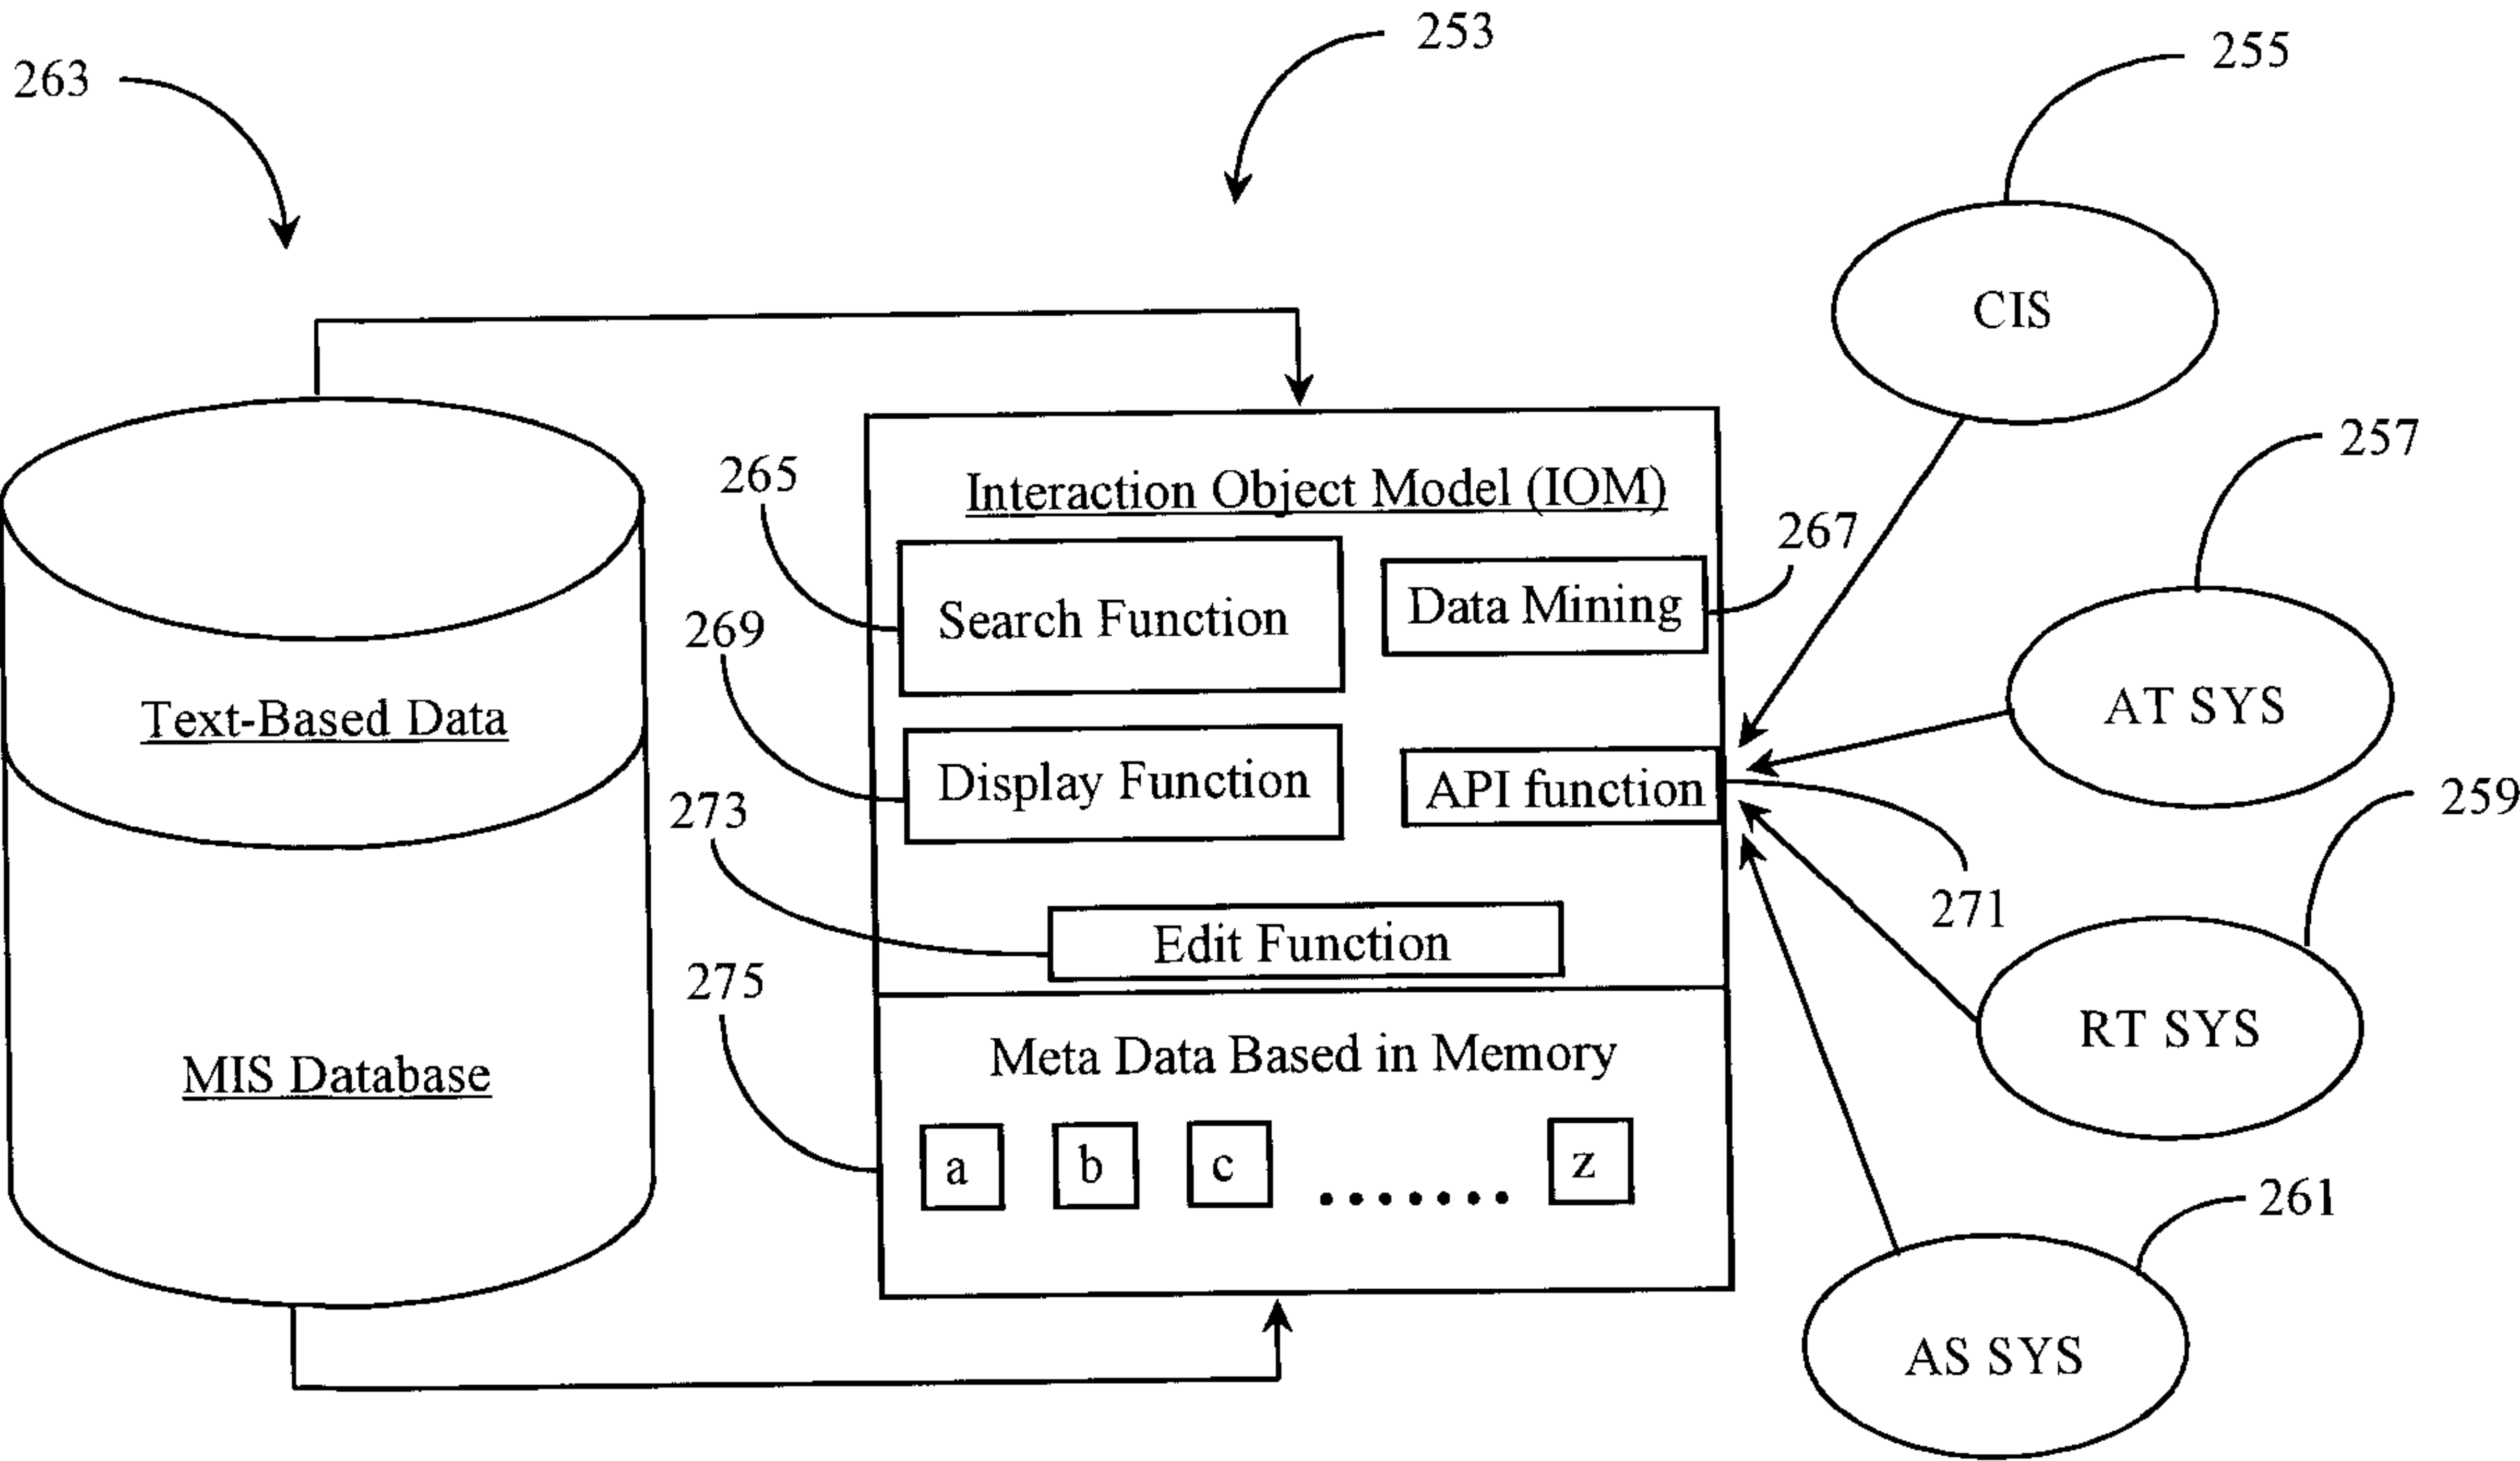 253
255
263
257
265
Interaction Object Model (IOM)
267
Search Function
Data Mining
269
Text-Based Data
AT SYS
CIS
Display Function
API function
259
273
271
Edit Function
275
RT SYS
Meta Data Based in Memory
MIS Database
a b c ....... z
261
AS SYS